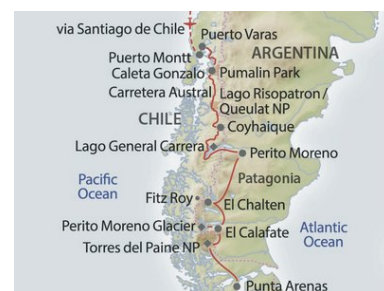 via Santiago de Chile
Puerto Varas
Puerto Montt
ARGENTINA
Caleta Gonzalo
Pumalin Park
Carretera Austral
Lago Risopatron /
Queulat NP
CHILE
Coyhaique
Lago General Carrera
Perito Moreno
Pacific
Ocean
Patagonia
Fitz Roy
El Chalten
Perito Moreno Glacier
El Calafate
Atlantic
Ocean
Torres del Paine NP
Punta Arenas